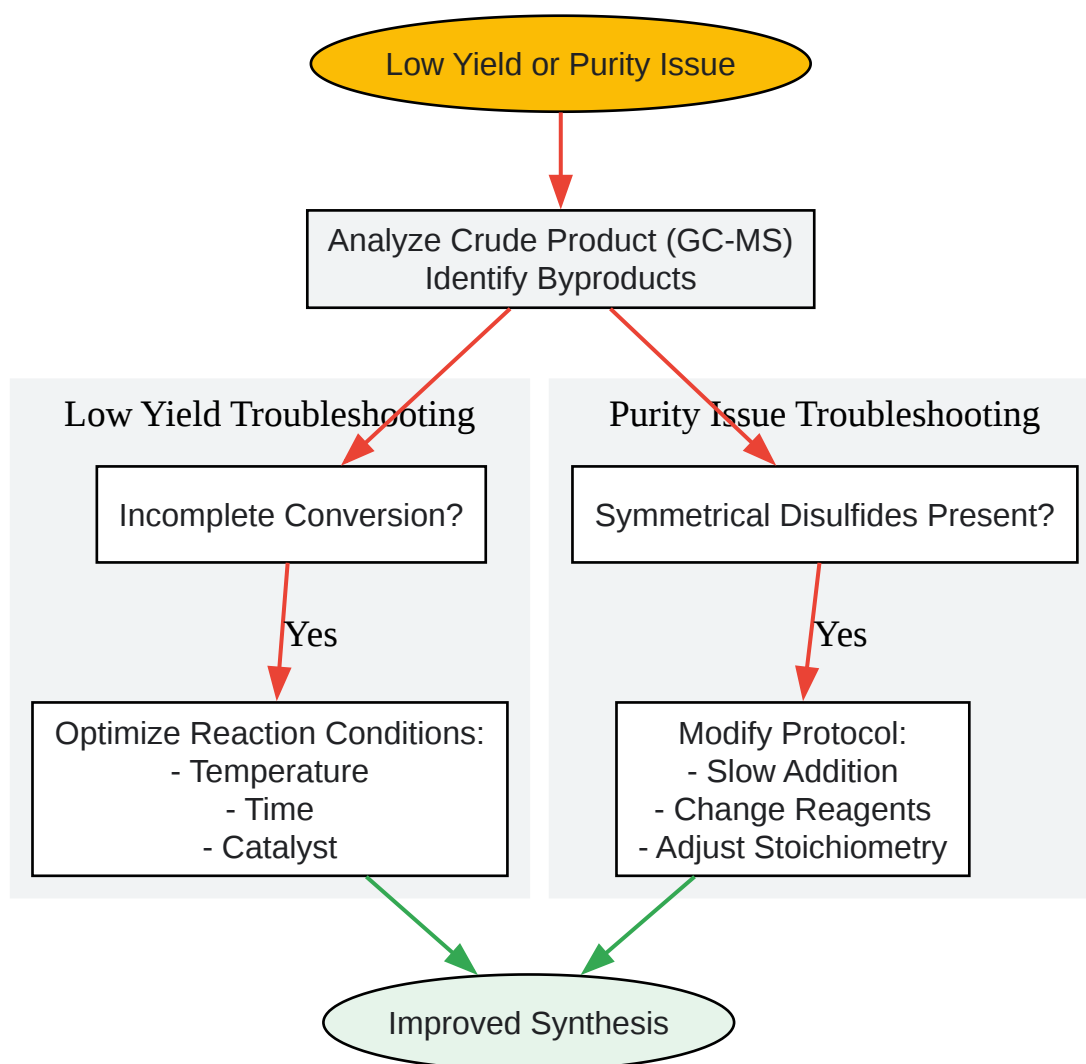 Low Yield or Purity Issue
Analyze Crude Product (GC-MS)
Identify Byproducts
Low Yield Troubleshooting
Incomplete Conversion?
Yes
Optimize Reaction Conditions:
- Temperature
- Time
- Catalyst
Purity Issue Troubleshooting
Symmetrical Disulfides Present?
Yes
Modify Protocol:
- Slow Addition
- Change Reagents
- Adjust Stoichiometry
Improved Synthesis